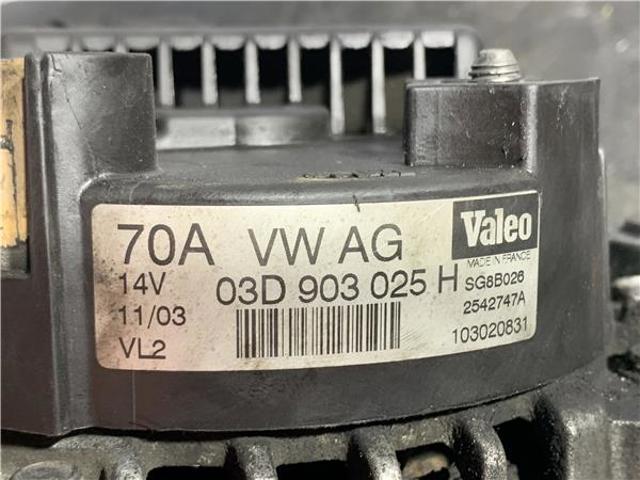 70A VW AG
Valeo
MADE IN FRANCE
14V
03D 903 025 H
SG8B026
11/03
2542747A
VL2
103020831